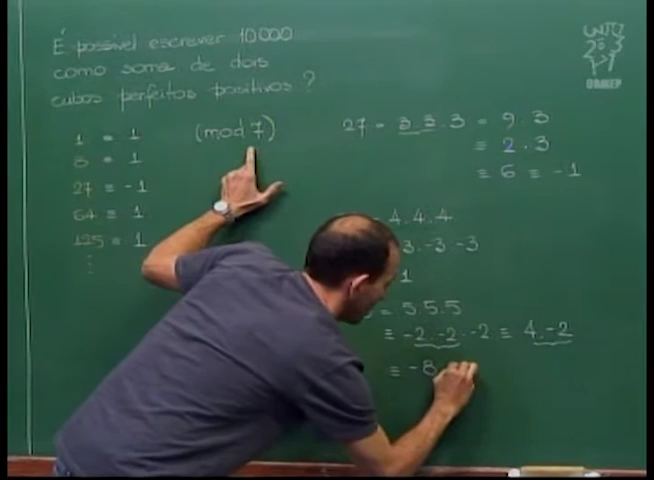 É possível escrever 10000
como soma de dois
cubos perfeitos positivos ?
1 ≡ 1 (mod 7)
8 ≡ 1
27 ≡ -1
64 ≡ 1
125 ≡ 1
⋮
27 = 3.3.3 = 9.3
≡ 2.3
≡ 6 ≡ -1
4.4.4
3.-3.-3
1
= 5.5.5
≡ -2.-2.-2 ≡ 4.-2
≡ -8
OBMEP